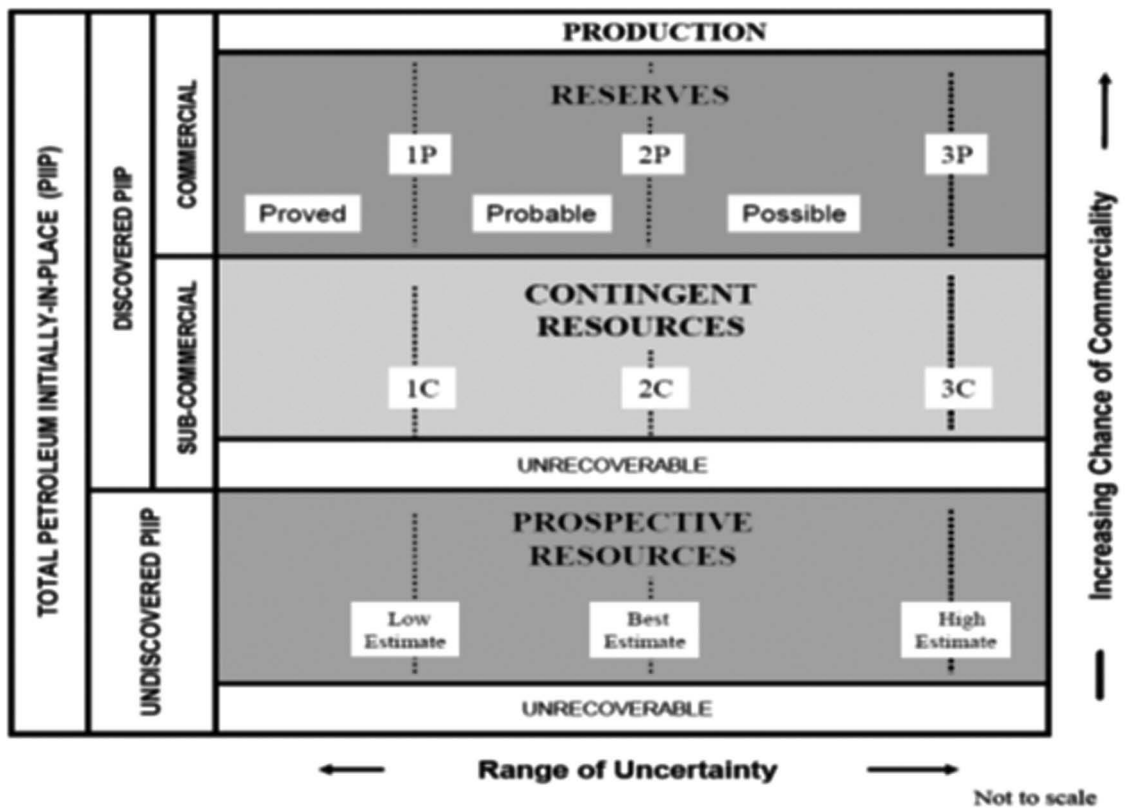 TOTAL PETROLEUM INITIALLY-IN-PLACE (PIIP)
DISCOVERED PIIP
UNDISCOVERED PIIP
COMMERCIAL
SUB-COMMERCIAL
PRODUCTION
RESERVES
1P 2P 3P
Proved Probable Possible
CONTINGENT
RESOURCES
1C 2C 3C
UNRECOVERABLE
PROSPECTIVE
RESOURCES
Low Best High
Estimate Estimate Estimate
UNRECOVERABLE
Increasing Chance of Commerciality
Range of Uncertainty
Not to scale